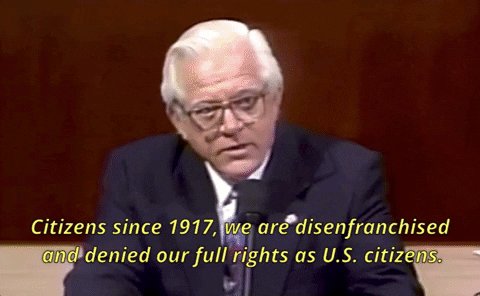 Citizens since 1917, we are disenfranchised
and denied our full rights as U.S. citizens.